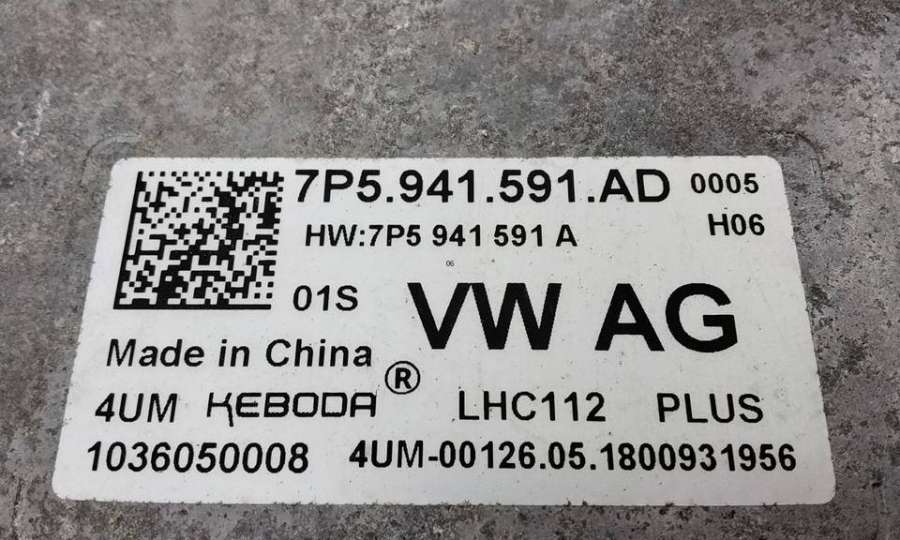 7P5.941.591.AD 0005
HW:7P5 941 591 A H06
06
01S VW AG
Made in China
4UM KEBODA® LHC112 PLUS
1036050008 4UM-00126.05.1800931956